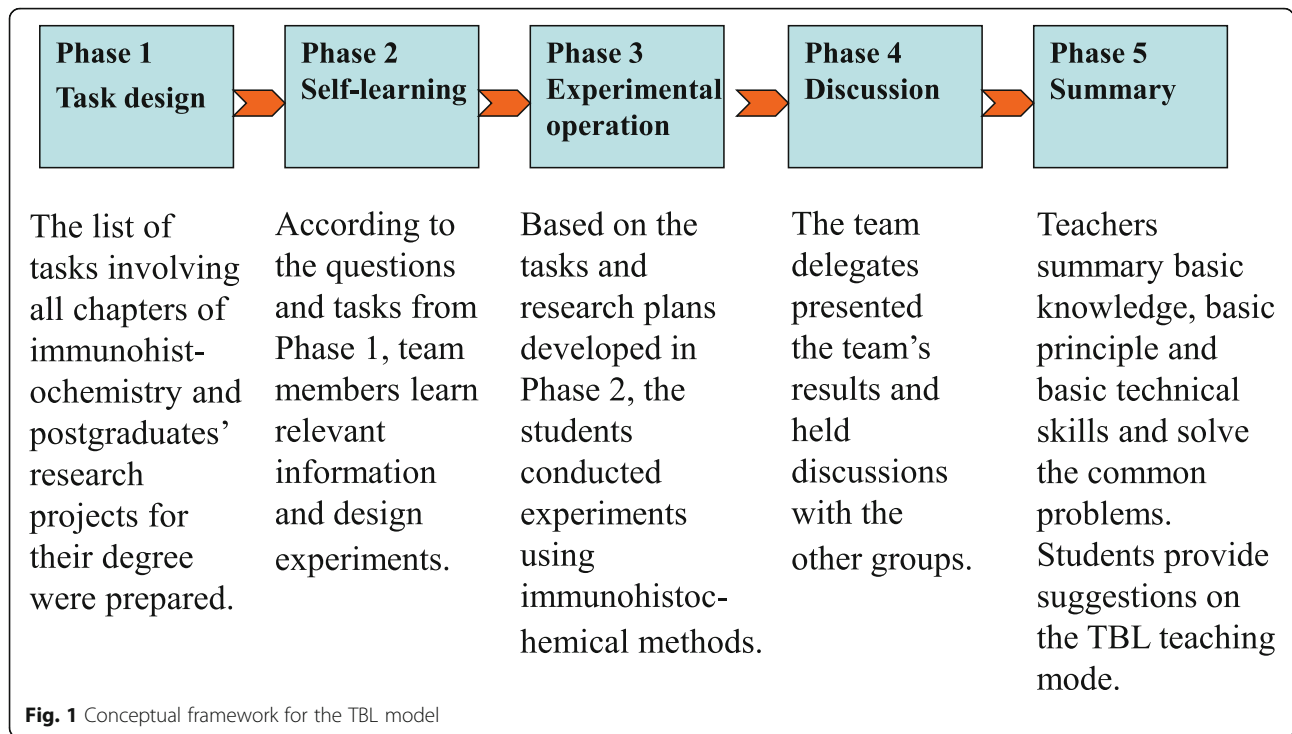 Phase 1
Task design
Phase 2
Self-learning
Phase 3
Experimental
operation
Phase 4
Discussion
Phase 5
Summary
The list of
tasks involving
all chapters of
immunohist-
ochemistry and
postgraduates’
research
projects for
their degree
were prepared.
According to
the questions
and tasks from
Phase 1, team
members learn
relevant
information
and design
experiments.
Based on the
tasks and
research plans
developed in
Phase 2, the
students
conducted
experiments
using
immunohistoc-
hemical methods.
The team
delegates
presented
the team’s
results and
held
discussions
with the
other groups.
Teachers
summary basic
knowledge, basic
principle and
basic technical
skills and solve
the common
problems.
Students provide
suggestions on
the TBL teaching
mode.
Fig. 1 Conceptual framework for the TBL model